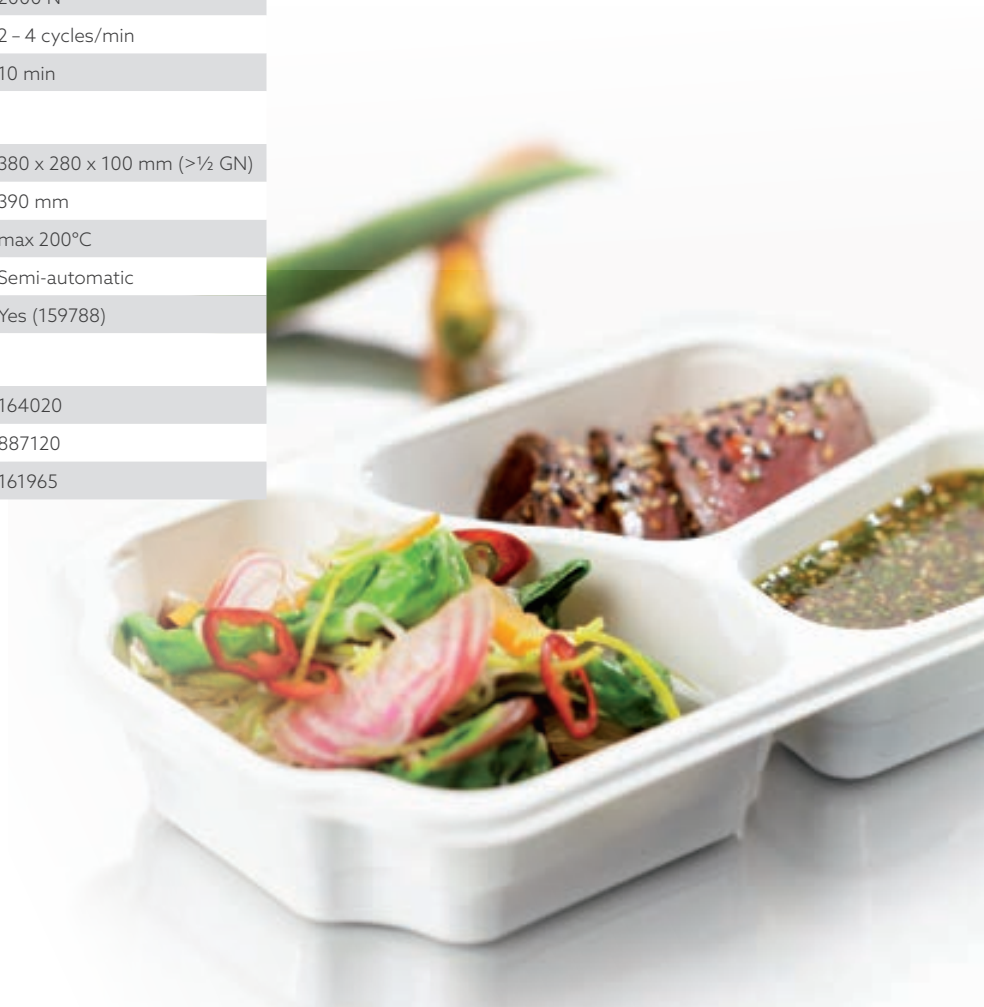 2 – 4 cycles/min
10 min
380 x 280 x 100 mm (>½ GN)
390 mm
max 200°C
Semi-automatic
Yes (159788)
164020
887120
161965